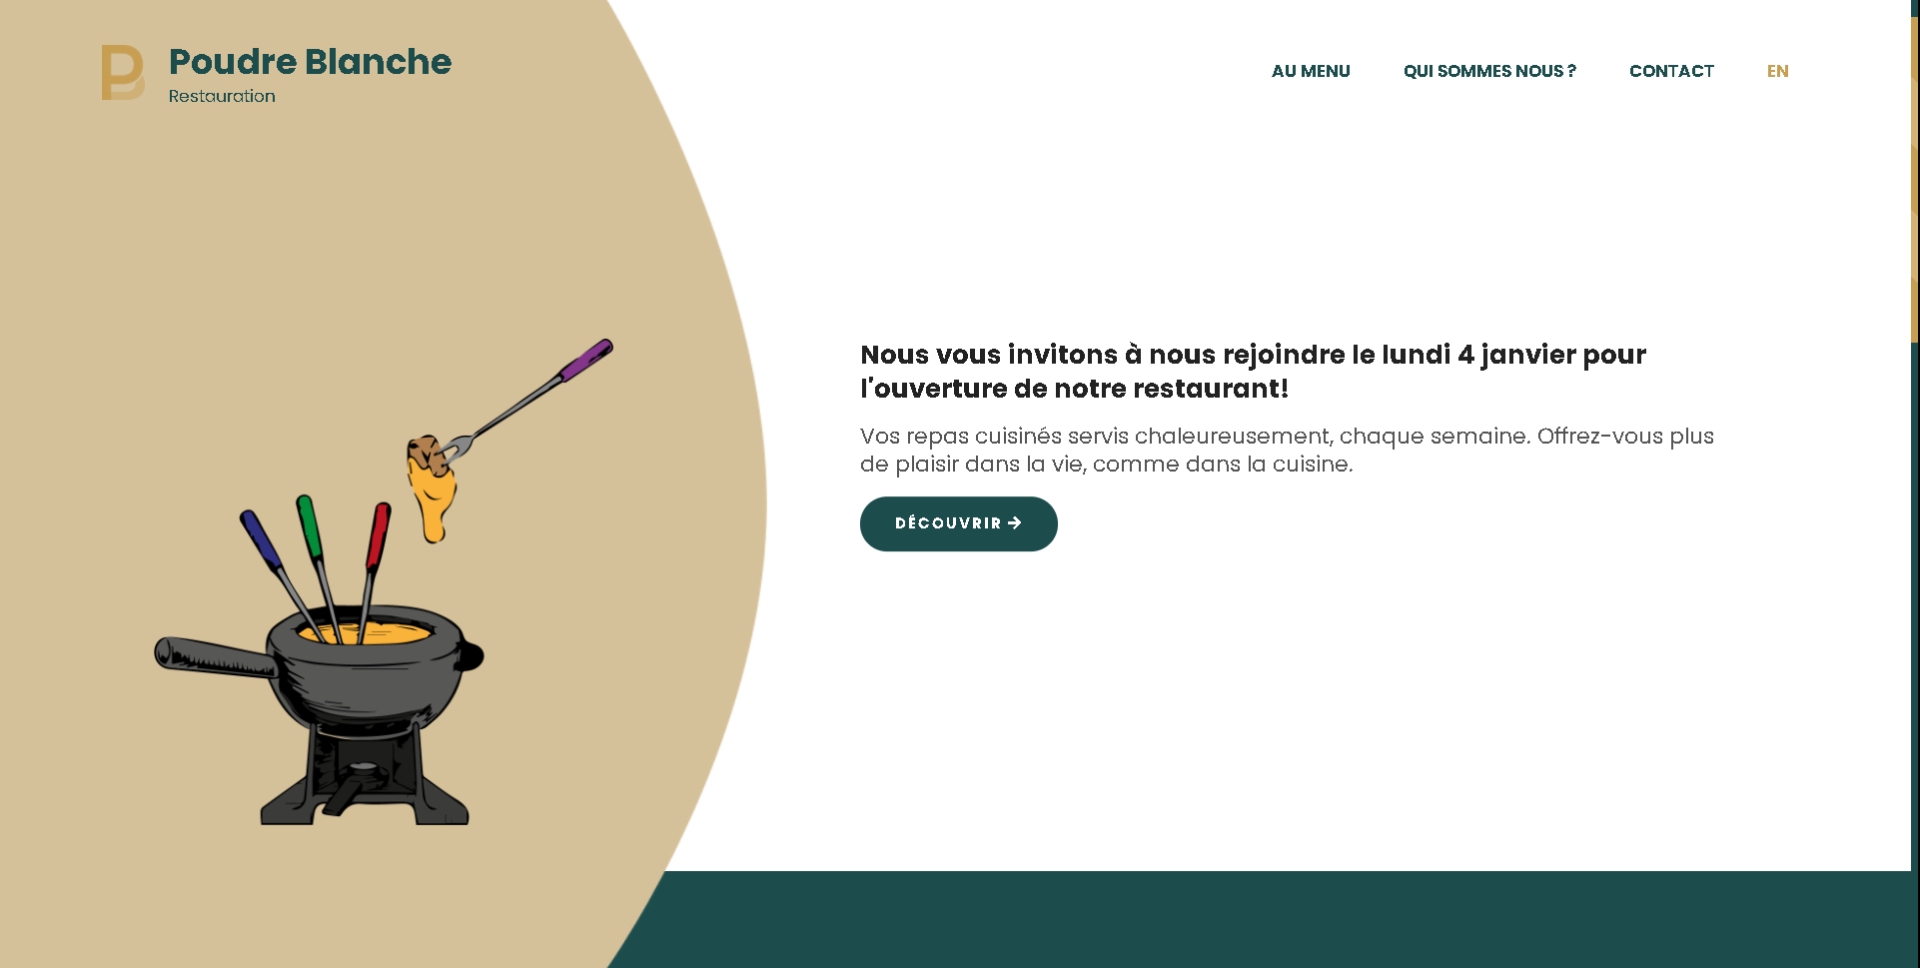 Poudre Blanche
Restauration
AU MENU QUI SOMMES NOUS ? CONTACT EN
Nous vous invitons à nous rejoindre le lundi 4 janvier pour
l'ouverture de notre restaurant!
Vos repas cuisinés servis chaleureusement, chaque semaine. Offrez-vous plus
de plaisir dans la vie, comme dans la cuisine.
DÉCOUVRIR →